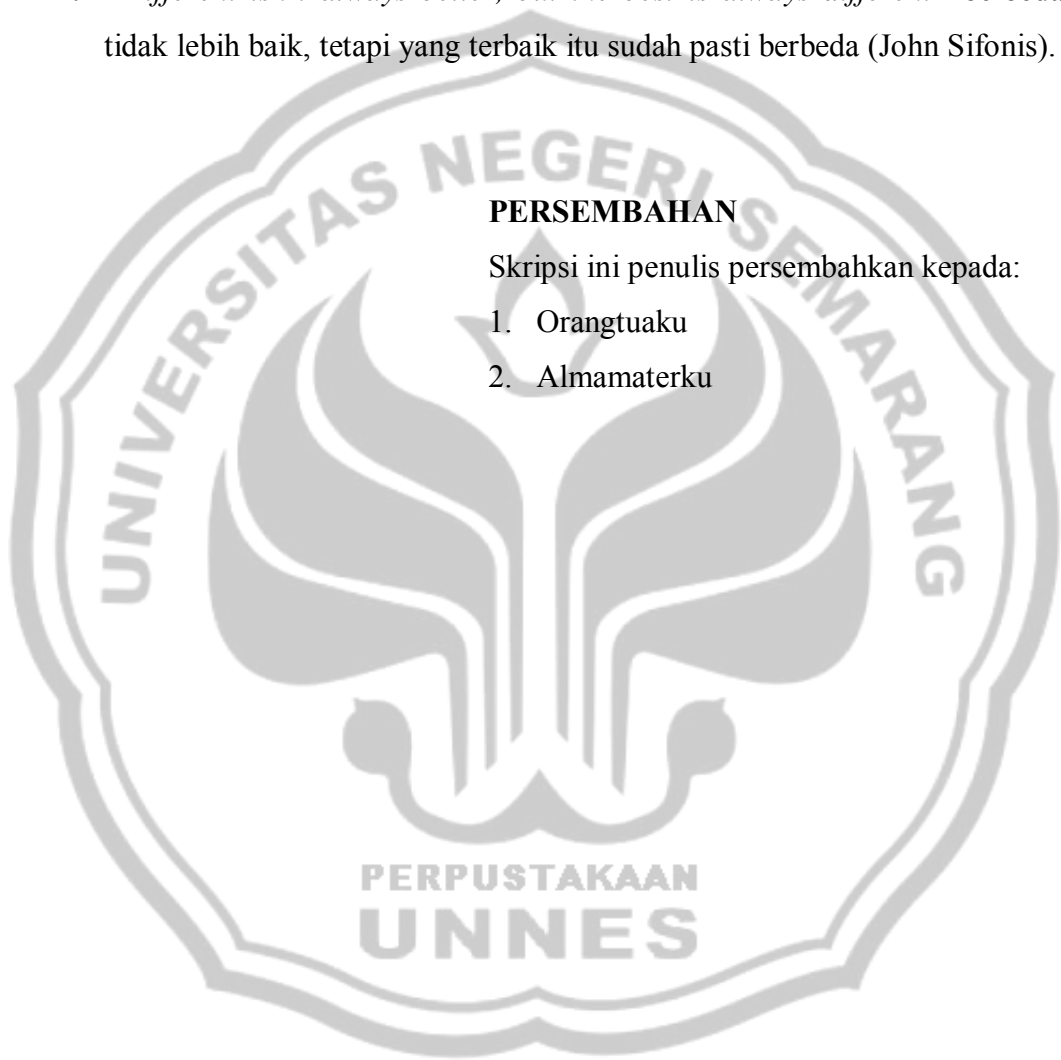 tidak lebih baik, tetapi yang terbaik itu sudah pasti berbeda (John Sifonis).
UNIVERSITAS NEGERI SEMARANG
PERSEMBAHAN
Skripsi ini penulis persembahkan kepada:
1. Orangtuaku
2. Almamaterku
PERPUSTAKAAN
UNNES